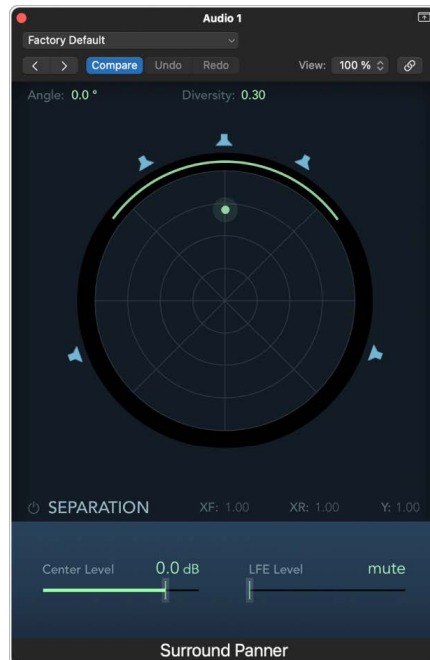 Audio 1
Factory Default
Compare Undo Redo View: 100 %
Angle: 0.0 ° Diversity: 0.30
SEPARATION XF: 1.00 XR: 1.00 Y: 1.00
Center Level 0.0 dB LFE Level mute
Surround Panner